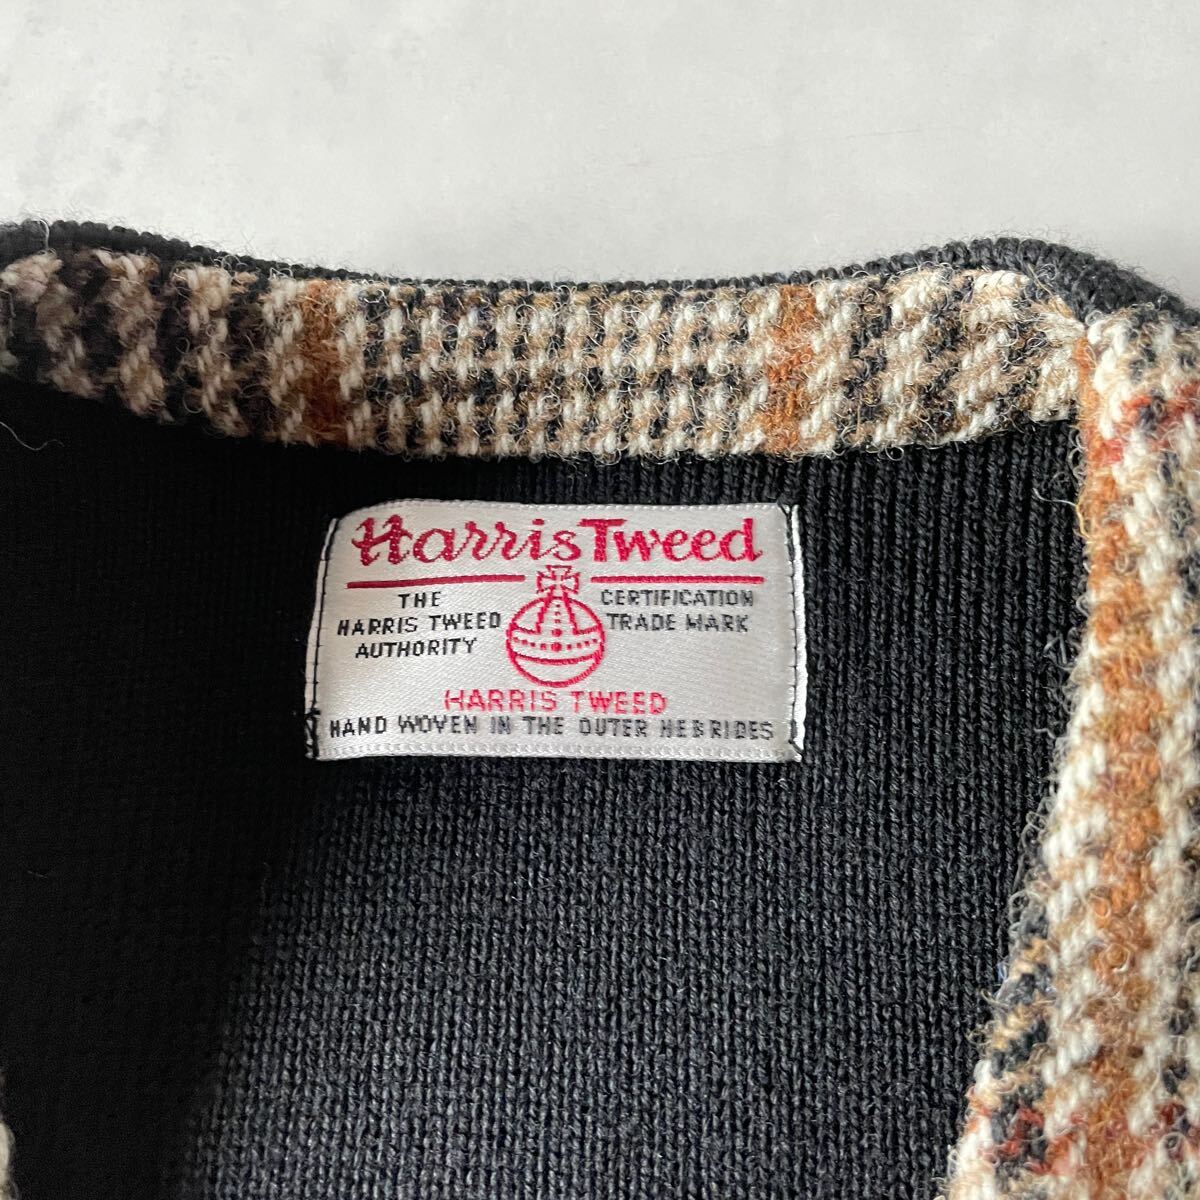 Harris Tweed
THE HARRIS TWEED AUTHORITY
CERTIFICATION TRADE MARK
HARRIS TWEED
HAND WOVEN IN THE OUTER HEBRIDES